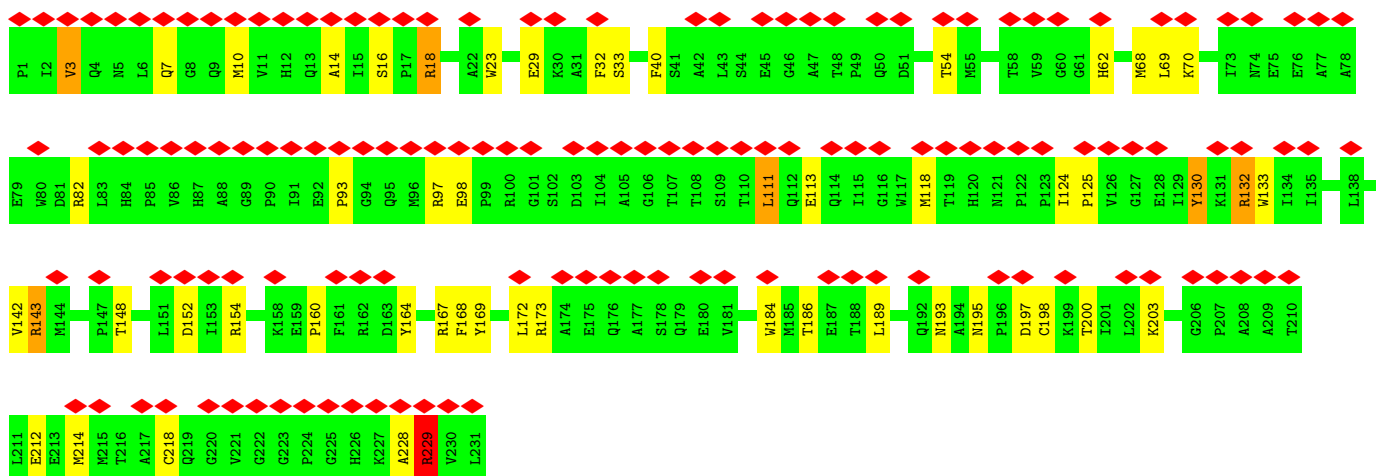 P1 I2 V3 Q4 N5 L6 Q7 G8 Q9 M10 V11 H12 Q13 A14 I15 S16 P17 R18 A22 W23 E29 K30 A31 F32 S33 F40 S41 A42 L43 S44 E45 G46 A47 T48 P49 Q50 D51 T54 M55 T58 V59 G60 G61 H62 M68 L69 K70 I73 N74 E75 E76 A77 A78
E79 W80 D81 R82 L83 H84 P85 V86 H87 A88 G89 P90 I91 E92 P93 G94 Q95 M96 R97 E98 P99 R100 G101 S102 D103 I104 A105 G106 T107 T108 S109 T110 L111 Q112 E113 Q114 I115 G116 W117 M118 T119 H120 N121 P122 P123 I124 P125 V126 G127 E128 I129 Y130 K131 R132 W133 I134 I135 L138
V142 R143 M144 P147 T148 L151 D152 I153 R154 K158 E159 P160 F161 R162 D163 Y164 R167 F168 Y169 L172 R173 A174 E175 Q176 A177 S178 Q179 E180 V181 W184 M185 T186 E187 T188 L189 Q192 N193 A194 N195 P196 D197 C198 K199 T200 I201 L202 K203 G206 P207 A208 A209 T210
L211 E212 E213 M214 M215 T216 A217 C218 Q219 G220 V221 G222 G223 P224 G225 H226 K227 A228 R229 V230 L231